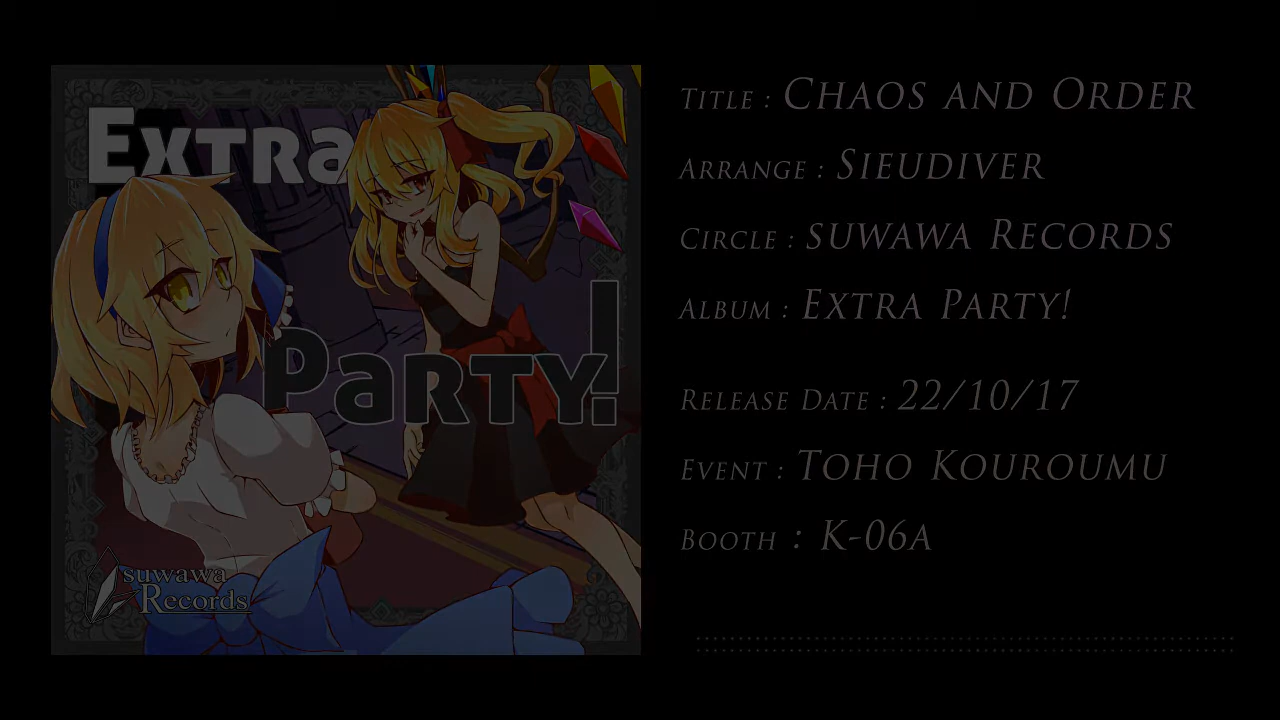 Extra
Party!
suwawa
Records
Title : Chaos and Order
Arrange : Sieudiver
Circle : suwawa Records
Album : Extra Party!
Release Date : 22/10/17
Event : Toho Kouroumu
Booth : K-06A